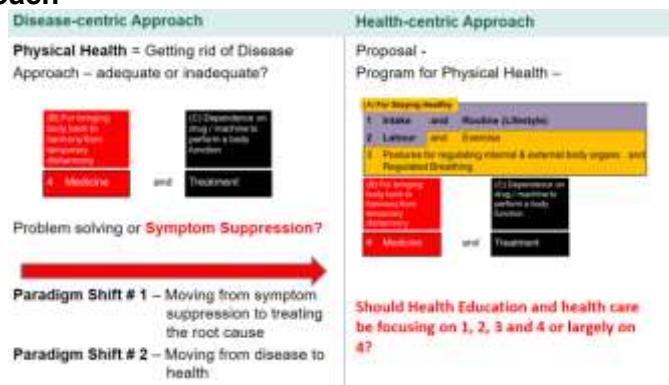 Disease-centric Approach
Physical Health = Getting rid of Disease
Approach – adequate or inadequate?
(B) For bringing
body back to
harmony from
temporary
disharmony
(C) Dependence on
drug / machine to
perform a body
function
4 Medicine and Treatment
Problem solving or Symptom Suppression?
Paradigm Shift # 1 – Moving from symptom
suppression to treating
the root cause
Paradigm Shift # 2 – Moving from disease to
health
Health-centric Approach
Proposal -
Program for Physical Health –
(A) For Staying Healthy
1 Intake and Routine (Lifestyle)
2 Labour and Exercise
3 Postures for regulating internal & external body organs and
Regulated Breathing
(B) For bringing
body back to
harmony from
temporary
disharmony
(C) Dependence on
drug / machine to
perform a body
function
4 Medicine and Treatment
Should Health Education and health care
be focusing on 1, 2, 3 and 4 or largely on
4?